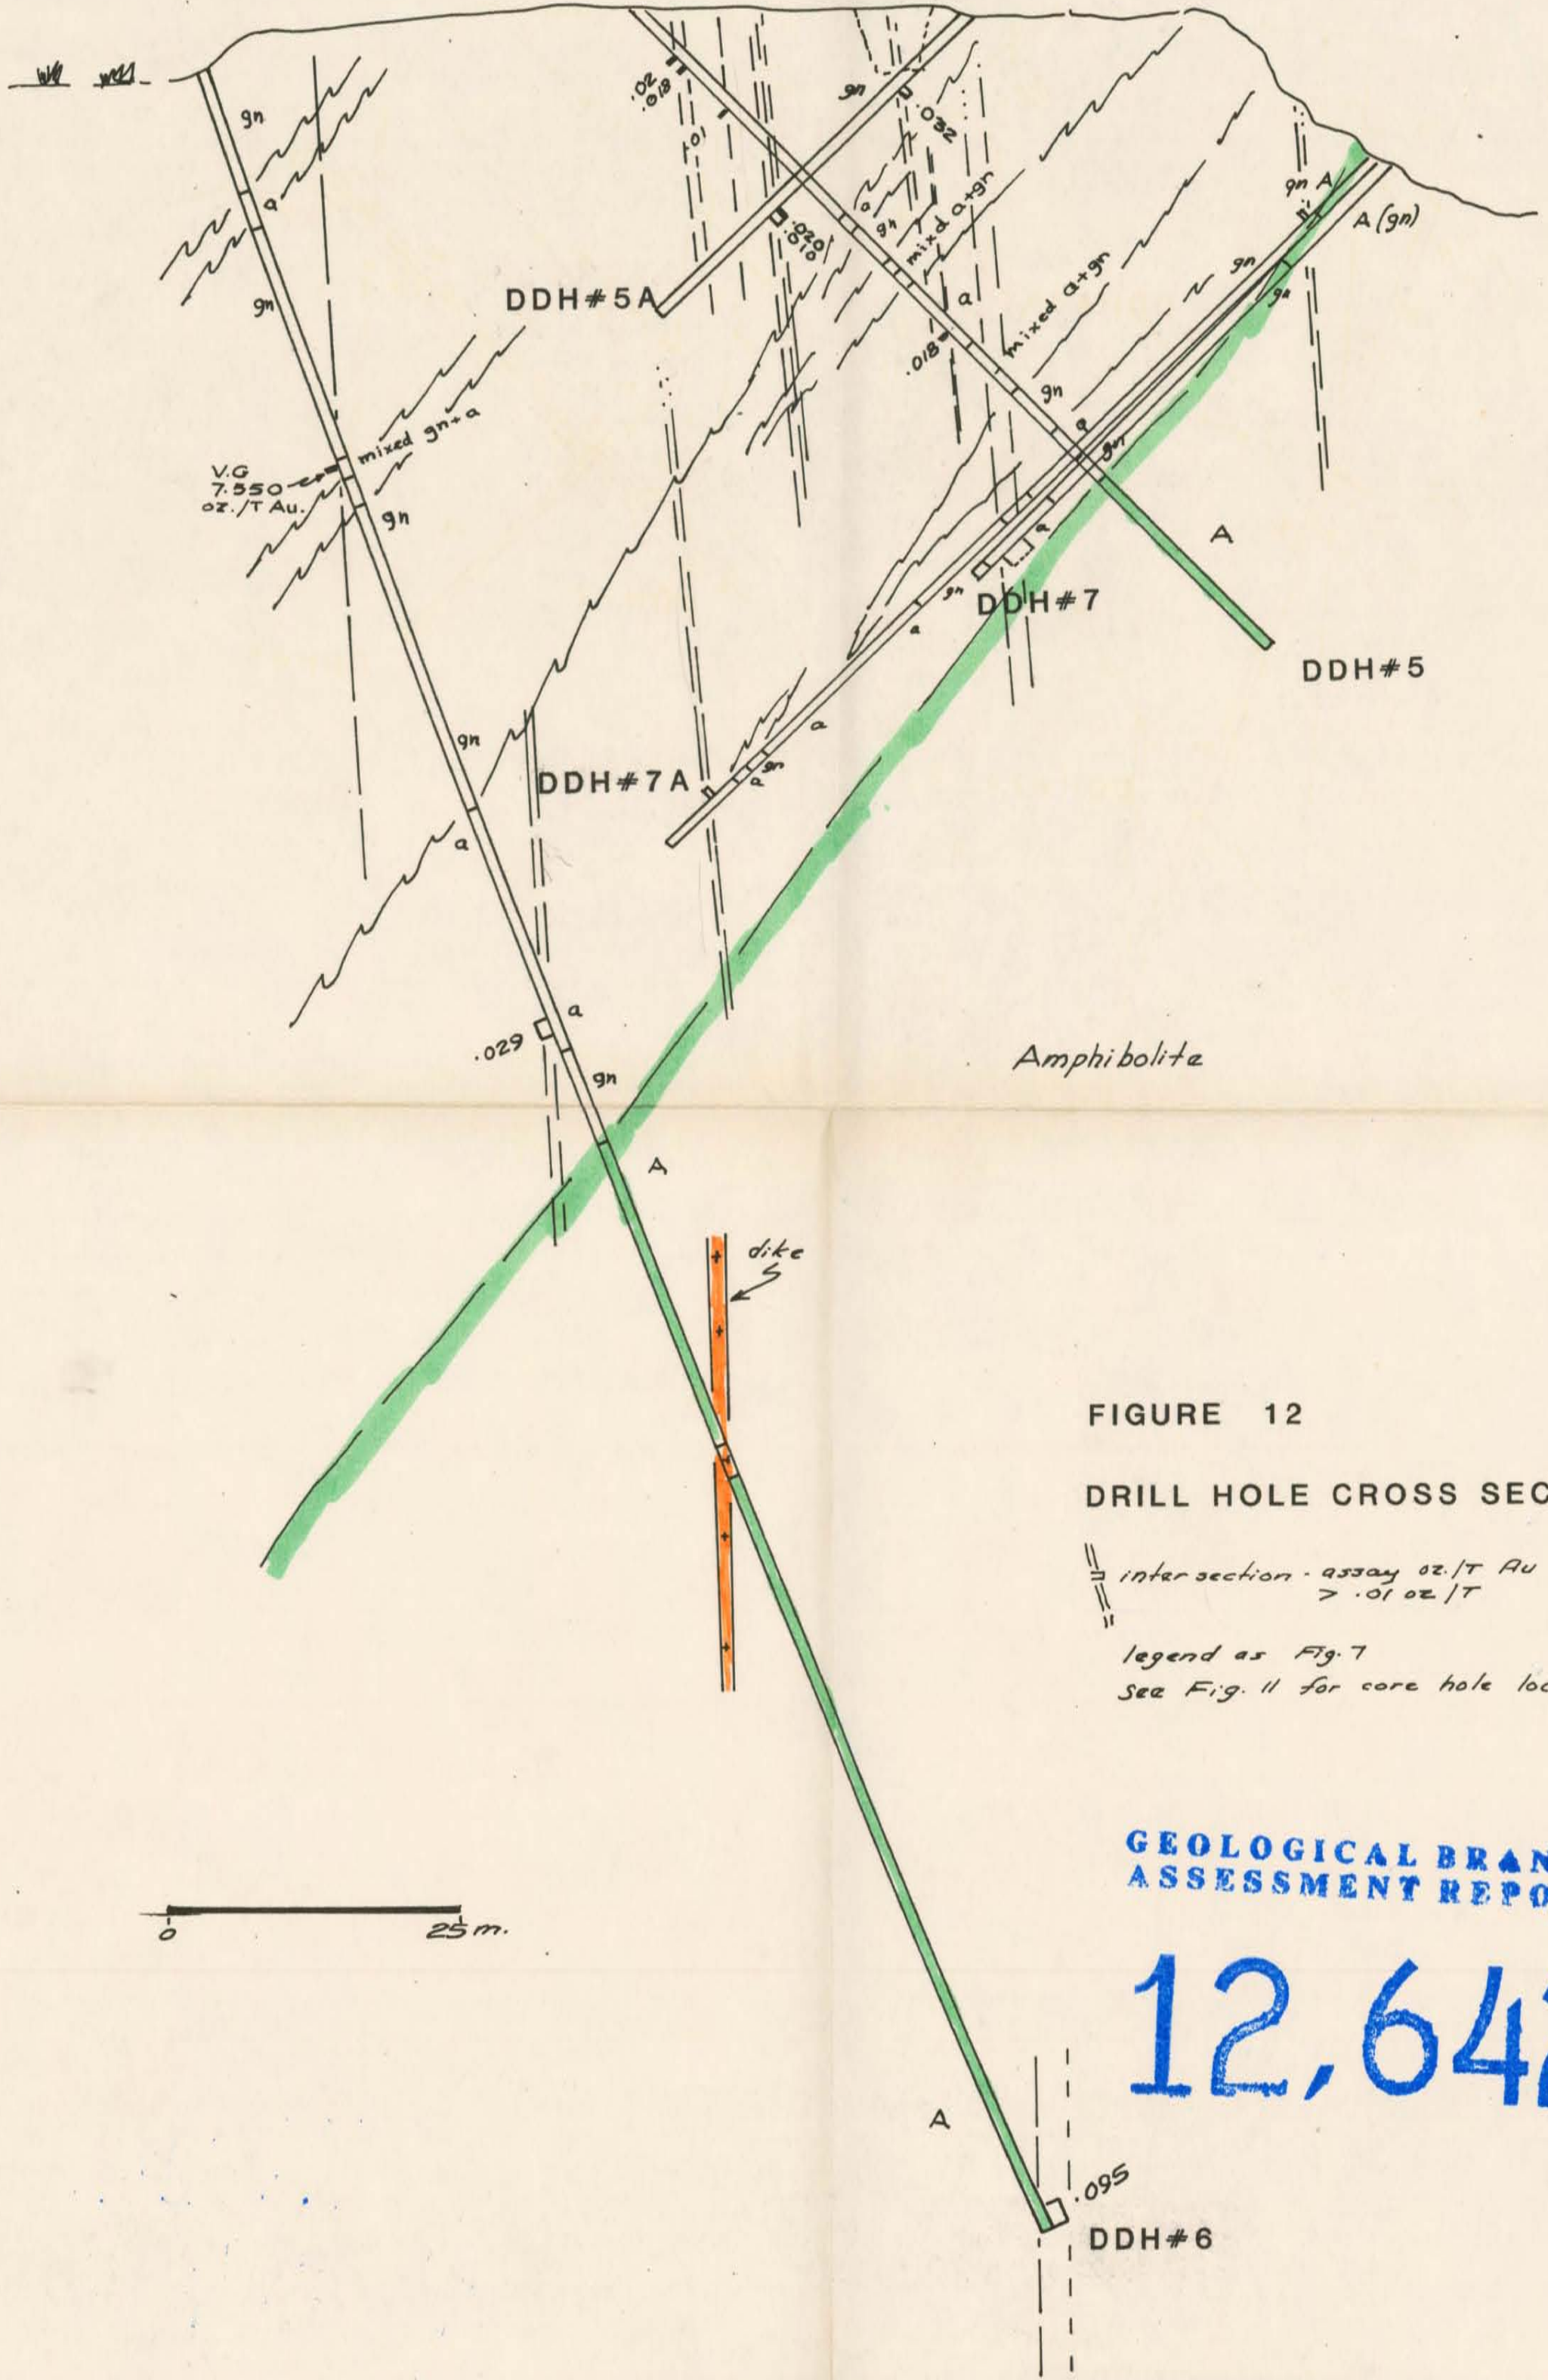 gn
.02
.018
.01
gn
.032
gn A
A (gn)
a
gn
mixed a+gn
a
gn
.020
.010
DDH#5A
gn
gn
a
mixed a+gn
.018
gn
a
gn
mixed gn+a
V.G
7.550
oz./T Au.
gn
A
a
gn
DDH#7
a
DDH#5
gn
a
DDH#7A
gn
a
a
a
.029
gn
Amphibolite
A
dike
FIGURE 12
DRILL HOLE CROSS SEC
intersection - assay oz./T Au
> .01 oz/T
legend as Fig. 7
See Fig. 11 for core hole loc
GEOLOGICAL BRAN
ASSESSMENT REPO
0 25 m.
12,64
A
.095
DDH#6